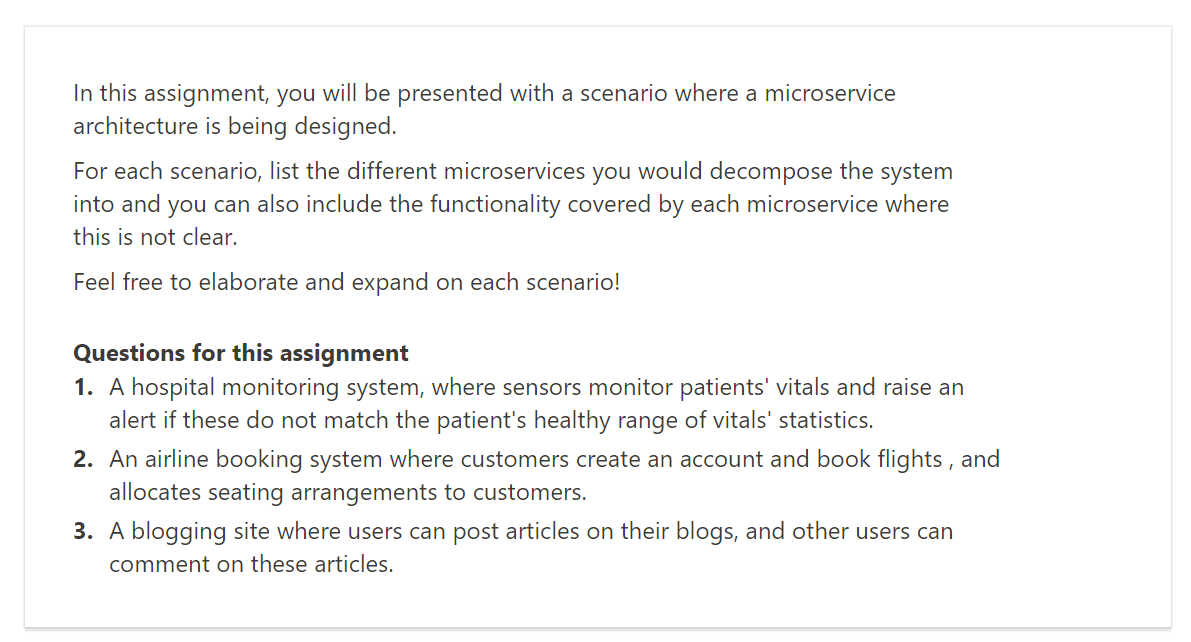 In this assignment, you will be presented with a scenario where a microservice
architecture is being designed.
For each scenario, list the different microservices you would decompose the system
into and you can also include the functionality covered by each microservice where
this is not clear.
Feel free to elaborate and expand on each scenario!
Questions for this assignment
1. A hospital monitoring system, where sensors monitor patients' vitals and raise an
alert if these do not match the patient's healthy range of vitals' statistics.
2. An airline booking system where customers create an account and book flights , and
allocates seating arrangements to customers.
3. A blogging site where users can post articles on their blogs, and other users can
comment on these articles.